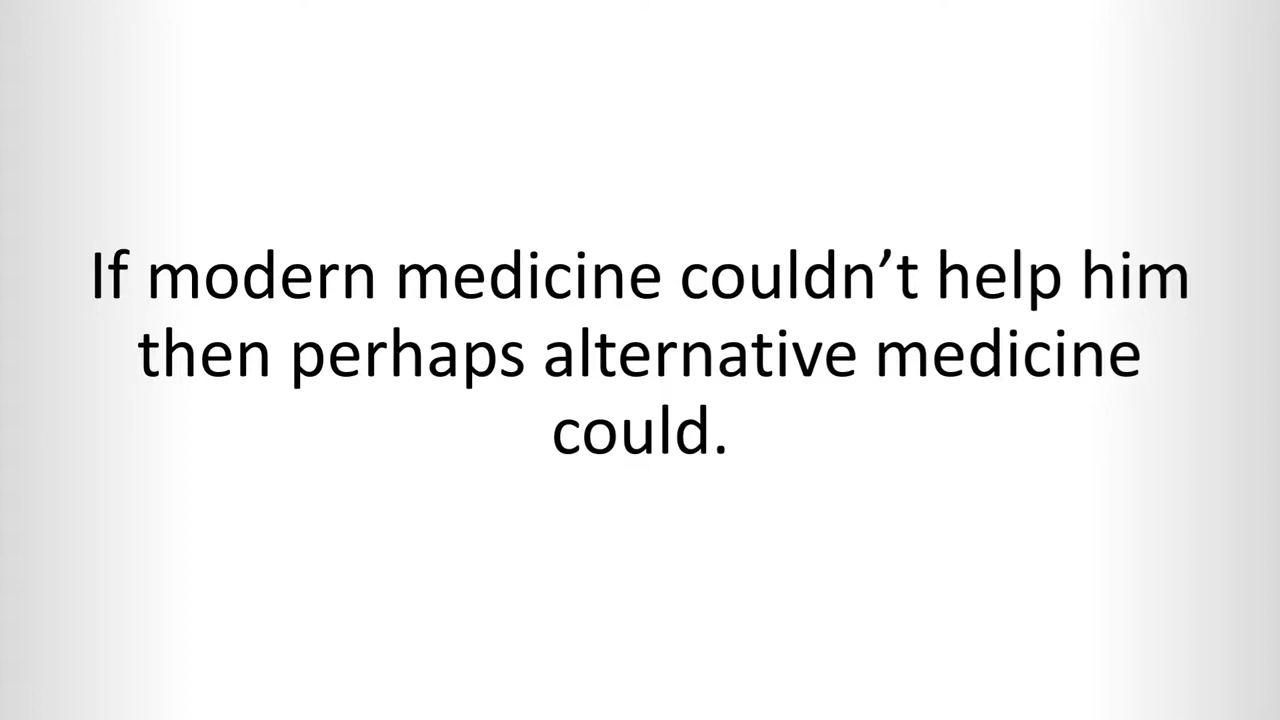 If modern medicine couldn’t help him
then perhaps alternative medicine
could.